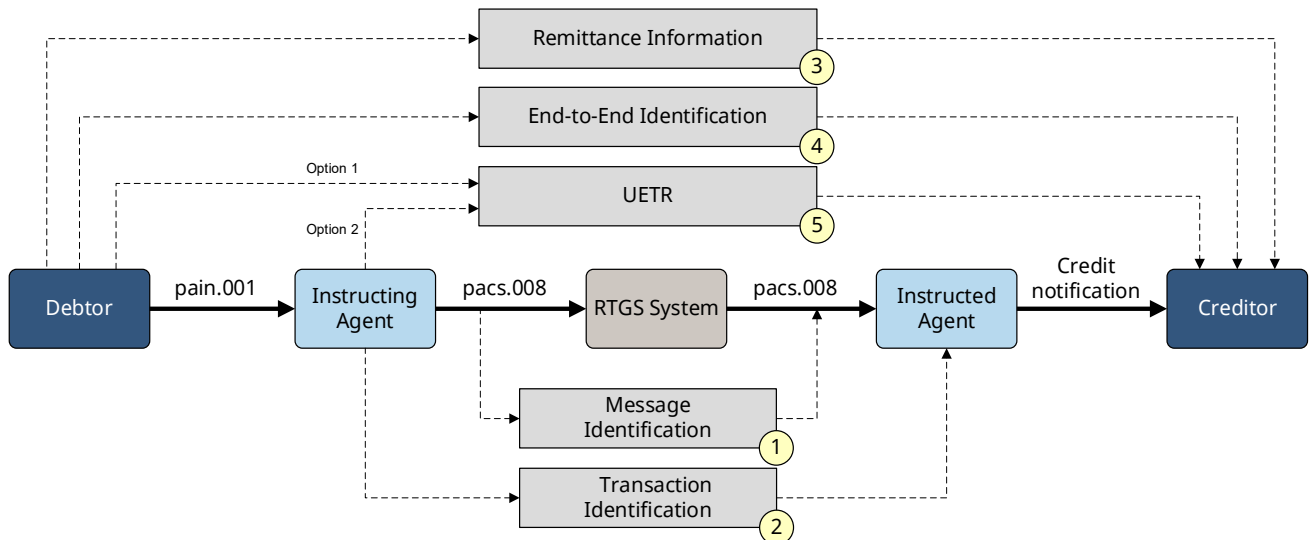 Remittance Information
3
End-to-End Identification
4
Option 1
UETR
5
Option 2
Debtor
pain.001
Instructing
Agent
pacs.008
RTGS System
pacs.008
Instructed
Agent
Credit
notification
Creditor
Message
Identification
1
Transaction
Identification
2